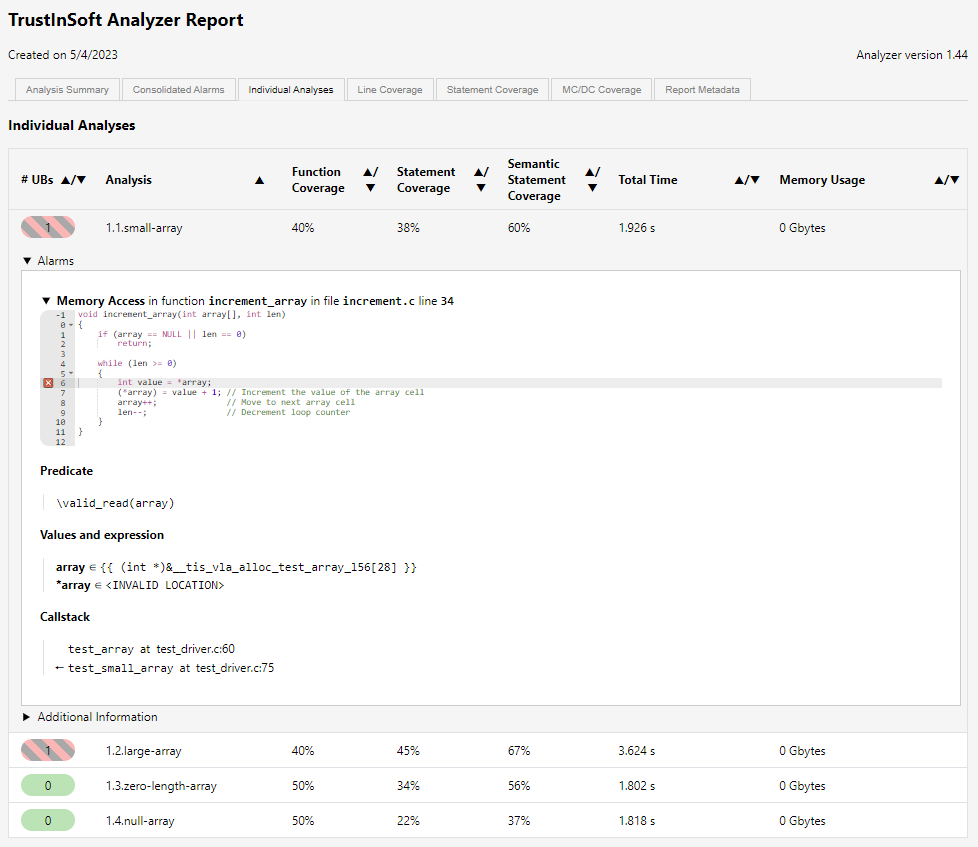 TrustInSoft Analyzer Report
Created on 5/4/2023 Analyzer version 1.44
Analysis Summary Consolidated Alarms Individual Analyses Line Coverage Statement Coverage MC/DC Coverage Report Metadata
Individual Analyses
# UBs ▲/▼ Analysis ▲ Function Coverage ▲/▼ Statement Coverage ▲/▼ Semantic Statement Coverage ▲/▼ Total Time ▲/▼ Memory Usage ▲/▼
1 1.1.small-array 40% 38% 60% 1.926 s 0 Gbytes
▼ Alarms
▼ Memory Access in function increment_array in file increment.c line 34
-1 void increment_array(int array[], int len)
0 {
1 if (array == NULL || len == 0)
2 return;
3
4 while (len >= 0)
5 {
6 int value = *array;
7 (*array) = value + 1; // Increment the value of the array cell
8 array++; // Move to next array cell
9 len--; // Decrement loop counter
10 }
11 }
12
Predicate
\valid_read(array)
Values and expression
array ∈ {{ (int *)&__tis_vla_alloc_test_array_l56[28] }}
*array ∈ <INVALID LOCATION>
Callstack
test_array at test_driver.c:60
← test_small_array at test_driver.c:75
▶ Additional Information
1 1.2.large-array 40% 45% 67% 3.624 s 0 Gbytes
0 1.3.zero-length-array 50% 34% 56% 1.802 s 0 Gbytes
0 1.4.null-array 50% 22% 37% 1.818 s 0 Gbytes